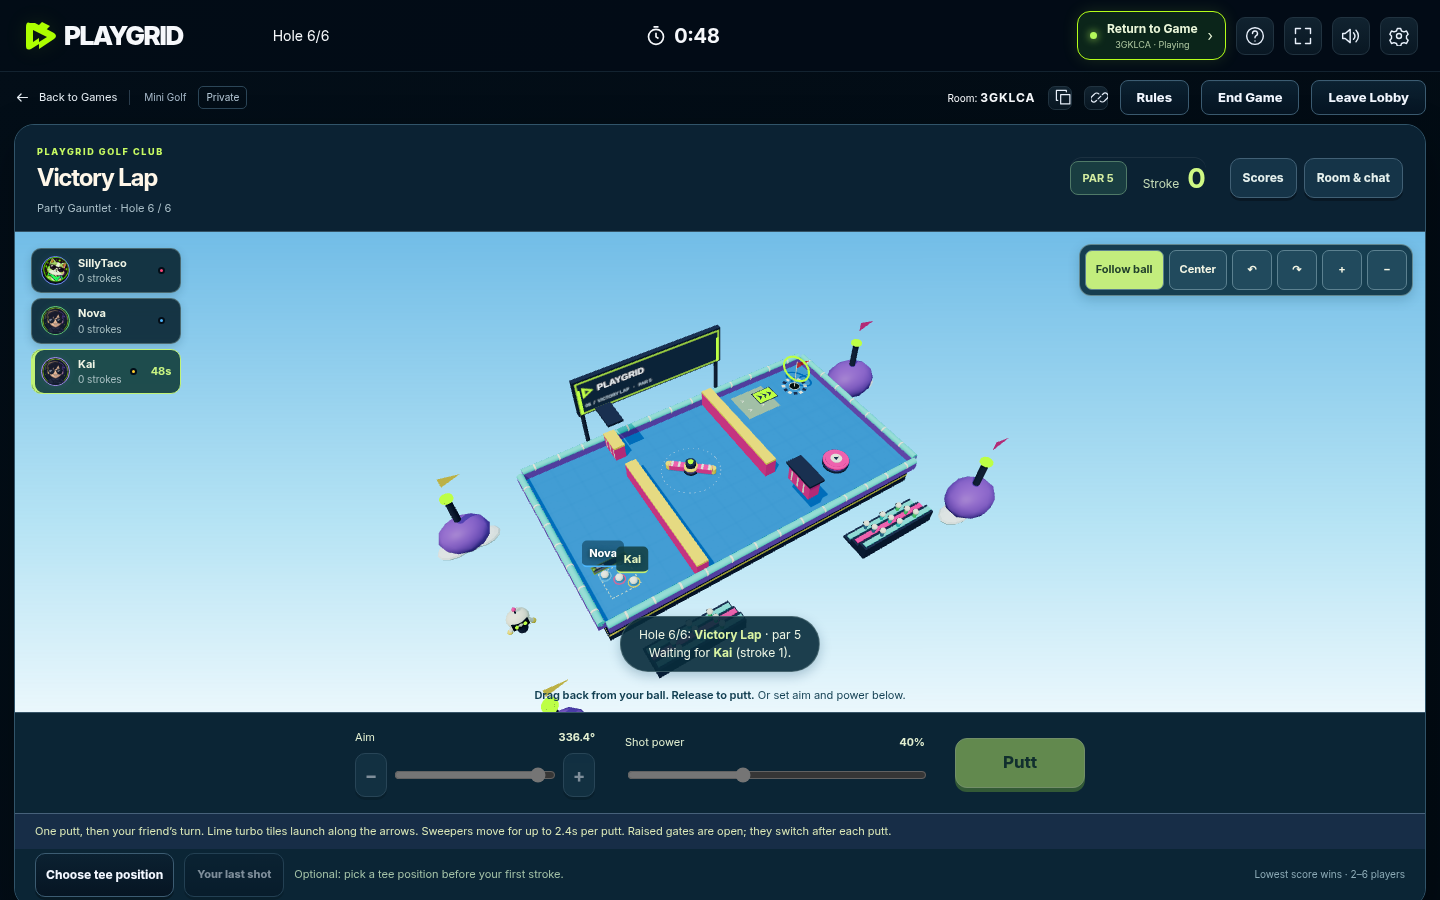 PLAYGRID
Hole 6/6
0:48
Return to Game
3GKLCA · Playing
Back to Games
Mini Golf
Private
Room: 3GKLCA
Rules
End Game
Leave Lobby
PLAYGRID GOLF CLUB
Victory Lap
Party Gauntlet · Hole 6 / 6
PAR 5
Stroke 0
Scores
Room & chat
SillyTaco
0 strokes
Nova
0 strokes
Kai
0 strokes
48s
Follow ball
Center
PLAYGRID
VICTORY LAP · PAR 5
Nova
Kai
Hole 6/6: Victory Lap · par 5
Waiting for Kai (stroke 1).
Drag back from your ball. Release to putt. Or set aim and power below.
Aim
336.4°
Shot power
40%
Putt
One putt, then your friend’s turn. Lime turbo tiles launch along the arrows. Sweepers move for up to 2.4s per putt. Raised gates are open; they switch after each putt.
Choose tee position
Your last shot
Optional: pick a tee position before your first stroke.
Lowest score wins · 2–6 players